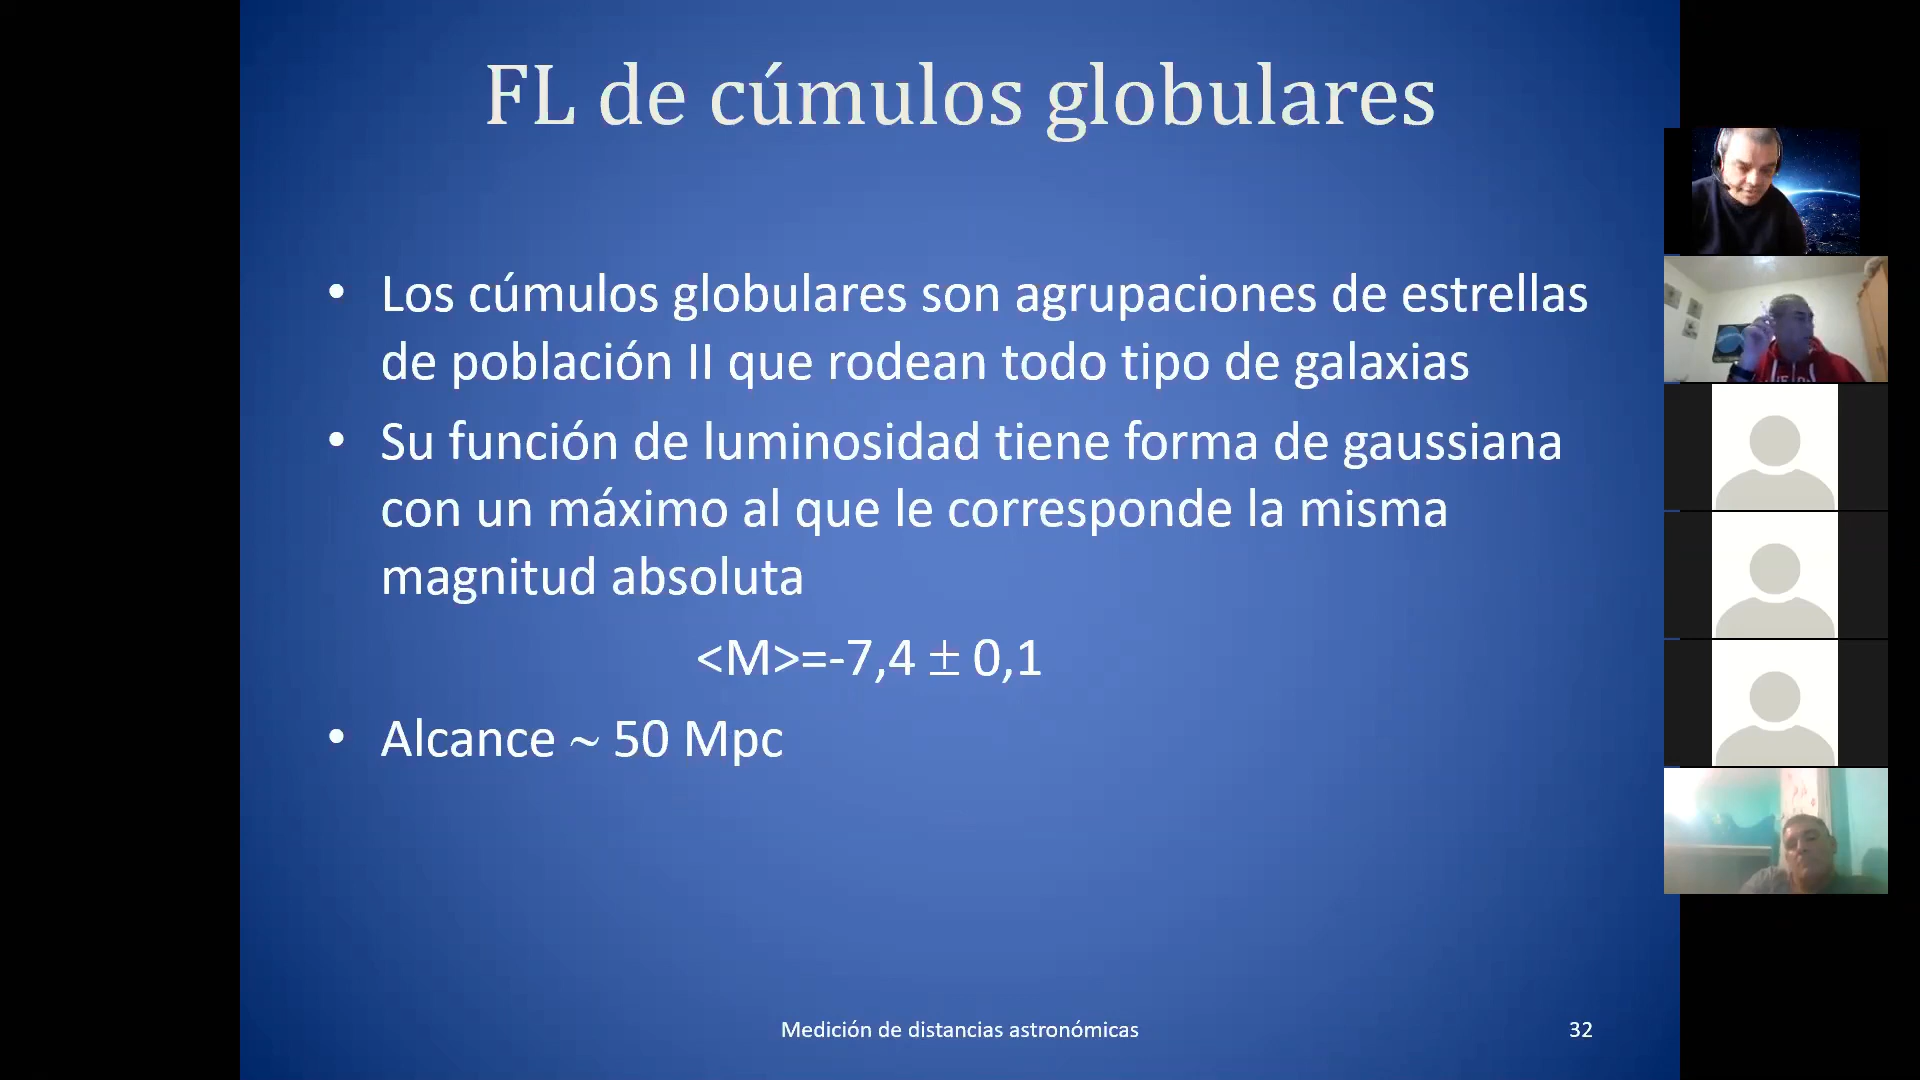 FL de cúmulos globulares
• Los cúmulos globulares son agrupaciones de estrellas
de población II que rodean todo tipo de galaxias
• Su función de luminosidad tiene forma de gaussiana
con un máximo al que le corresponde la misma
magnitud absoluta
<M>=-7,4 ± 0,1
• Alcance ~ 50 Mpc
Medición de distancias astronómicas
32